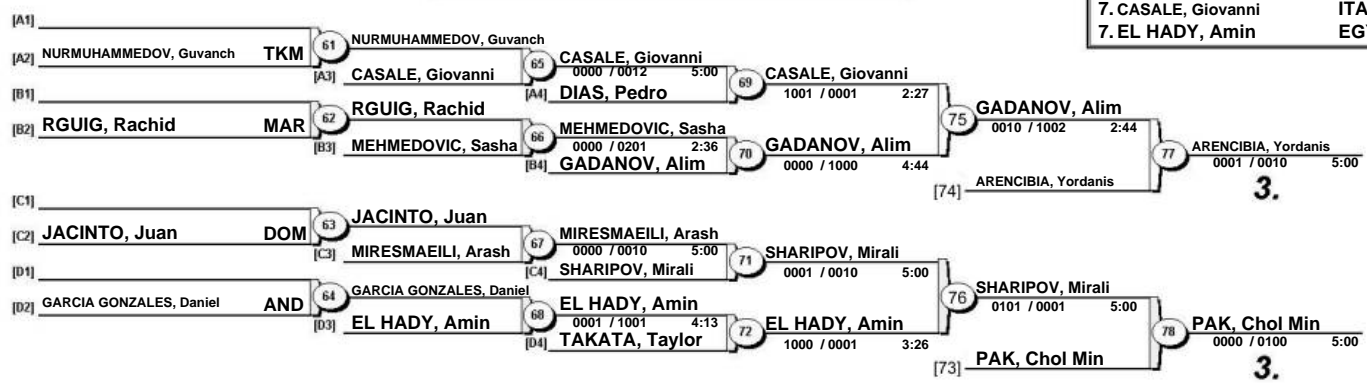 7. CASALE, Giovanni ITA
7. EL HADY, Amin EGY
[A1]
[A2] NURMUHAMMEDOV, Guvanch TKM
61 NURMUHAMMEDOV, Guvanch
[A3] CASALE, Giovanni
65 CASALE, Giovanni
0000 / 0012 5:00
[A4] DIAS, Pedro
69 CASALE, Giovanni
1001 / 0001 2:27
[B1]
[B2] RGUIG, Rachid MAR
62 RGUIG, Rachid
[B3] MEHMEDOVIC, Sasha
66 MEHMEDOVIC, Sasha
0000 / 0201 2:36
[B4] GADANOV, Alim
70 GADANOV, Alim
0000 / 1000 4:44
75 GADANOV, Alim
0010 / 1002 2:44
[74] ARENCIBIA, Yordanis
77 ARENCIBIA, Yordanis
0001 / 0010 5:00
3.
[C1]
[C2] JACINTO, Juan DOM
63 JACINTO, Juan
[C3] MIRESMAEILI, Arash
67 MIRESMAEILI, Arash
0000 / 0010 5:00
[C4] SHARIPOV, Mirali
71 SHARIPOV, Mirali
0001 / 0010 5:00
[D1]
[D2] GARCIA GONZALES, Daniel AND
64 GARCIA GONZALES, Daniel
[D3] EL HADY, Amin
68 EL HADY, Amin
0001 / 1001 4:13
[D4] TAKATA, Taylor
72 EL HADY, Amin
1000 / 0001 3:26
76 SHARIPOV, Mirali
0101 / 0001 5:00
[73] PAK, Chol Min
78 PAK, Chol Min
0000 / 0100 5:00
3.